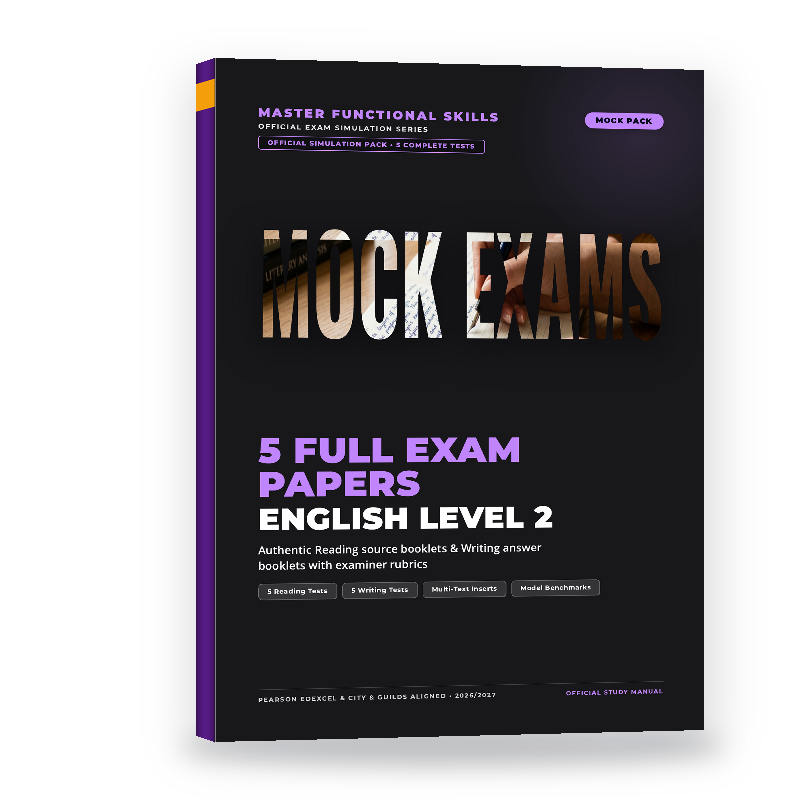 MASTER FUNCTIONAL SKILLS
OFFICIAL EXAM SIMULATION SERIES
OFFICIAL SIMULATION PACK • 5 COMPLETE TESTS
MOCK PACK
MOCK EXAMS
5 FULL EXAM
PAPERS
ENGLISH LEVEL 2
Authentic Reading source booklets & Writing answer
booklets with examiner rubrics
5 Reading Tests
5 Writing Tests
Multi-Text Inserts
Model Benchmarks
PEARSON EDEXCEL & CITY & GUILDS ALIGNED • 2026/2027
OFFICIAL STUDY MANUAL